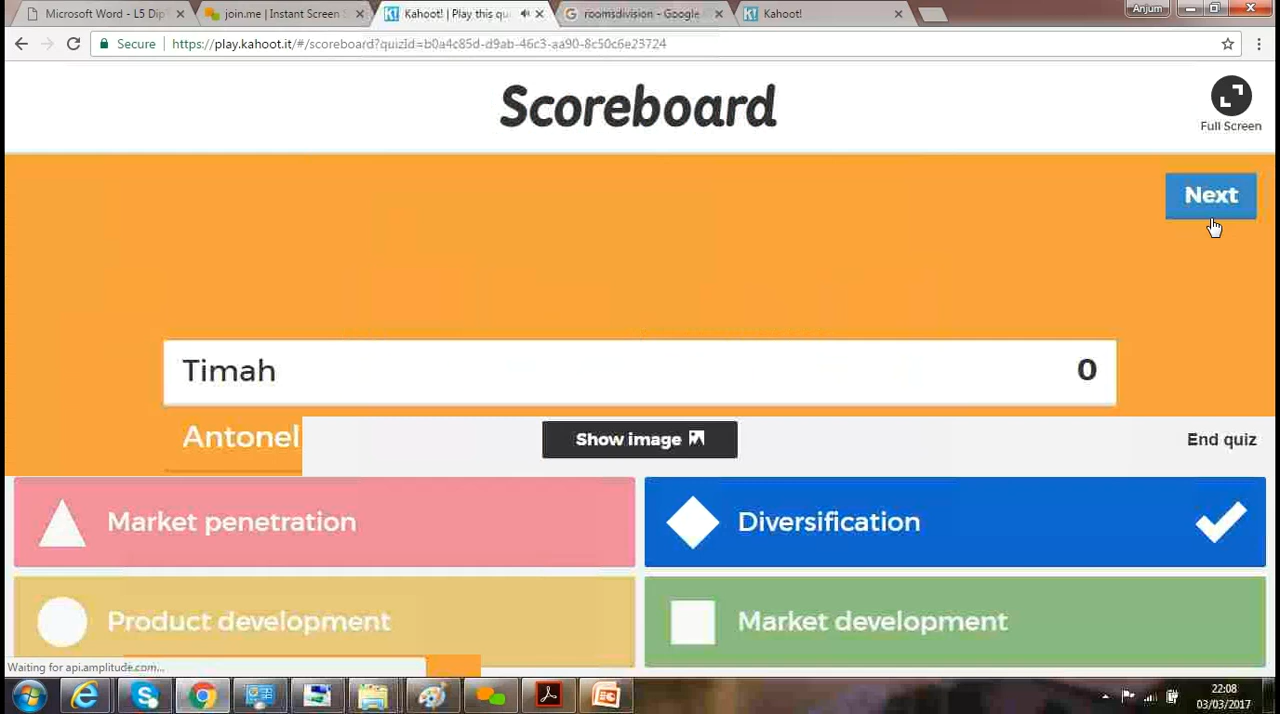 Microsoft Word - L5 Dip
join.me | Instant Screen S
K! Kahoot! | Play this qu
roomsdivision - Google
K! Kahoot!
Anjum
Secure
https://play.kahoot.it/#/scoreboard?quizId=b0a4c85d-d9ab-46c3-aa90-8c50c6e23724
Scoreboard
Full Screen
Next
Timah 0
Antonel
Show image
End quiz
Market penetration
Diversification
Product development
Market development
Waiting for api.amplitude.com...
22:08
03/03/2017